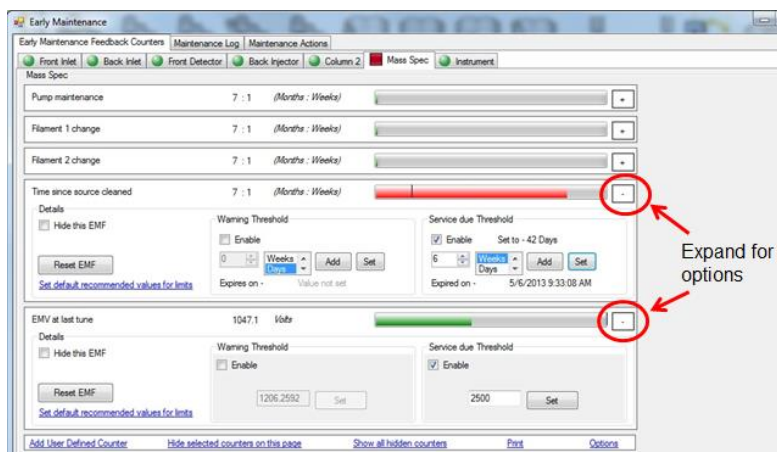 Early Maintenance
Early Maintenance Feedback Counters Maintenance Log Maintenance Actions
Front Inlet Back Inlet Front Detector Back Injector Column 2 Mass Spec Instrument
Mass Spec
Pump maintenance 7 : 1 (Months : Weeks) +
Filament 1 change 7 : 1 (Months : Weeks) +
Filament 2 change 7 : 1 (Months : Weeks) +
Time since source cleaned 7 : 1 (Months : Weeks) -
Details Warning Threshold Service due Threshold
Hide this EMF Enable Enable Set to - 42 Days
Reset EMF 0 Weeks Days Add Set 6 Weeks Days Add Set
Set default recommended values for limits Expires on - Value not set Expired on - 5/6/2013 9:33:08 AM
Expand for
options
EMV at last tune 1047.1 Volts -
Details Warning Threshold Service due Threshold
Hide this EMF Enable Enable
Reset EMF 1206.2592 Set 2500 Set
Set default recommended values for limits
Add User Defined Counter Hide selected counters on this page Show all hidden counters Print Options